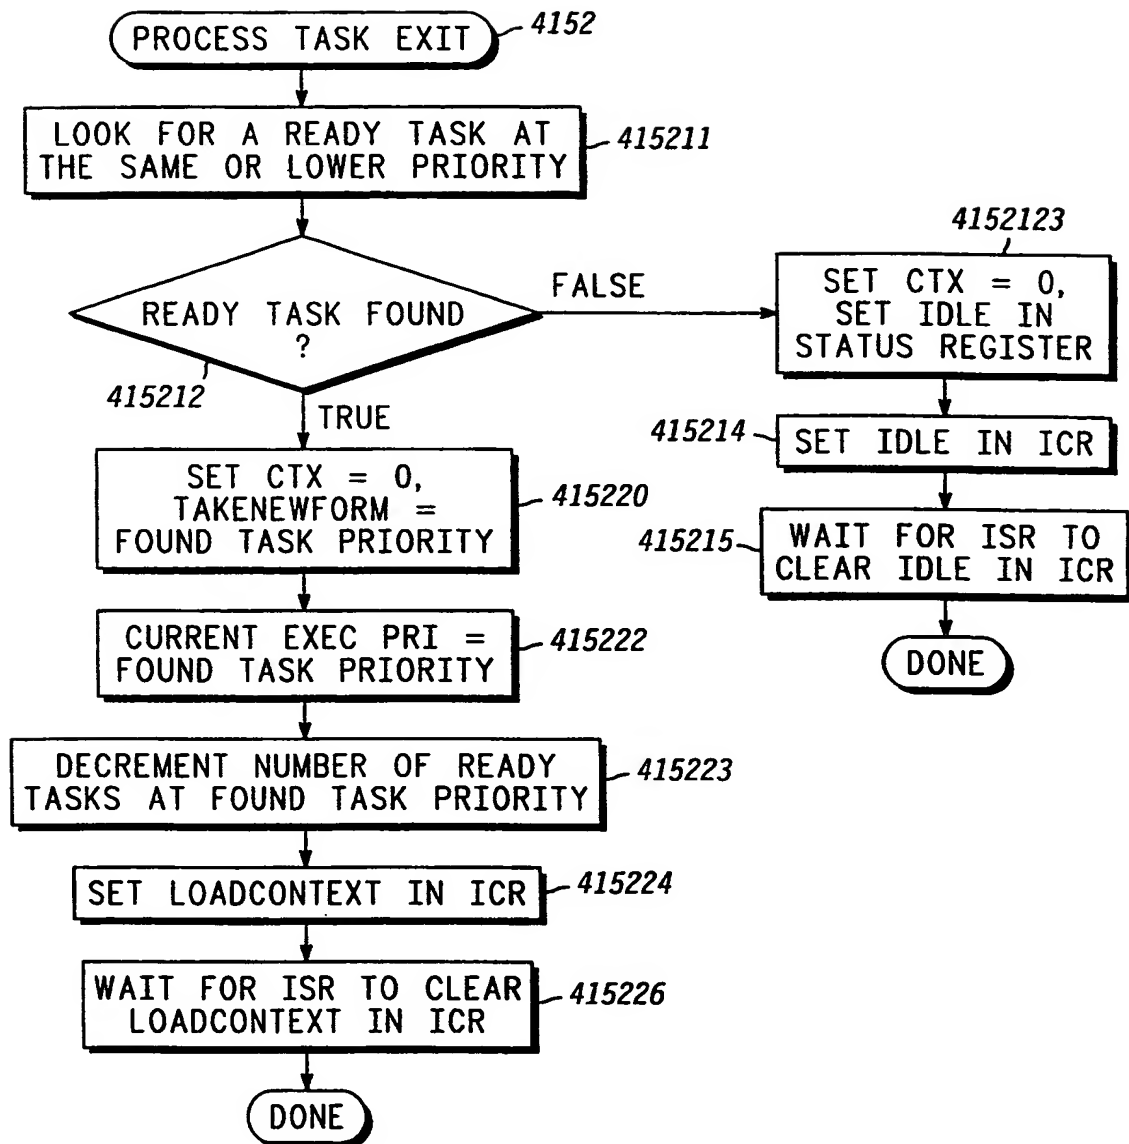 PROCESS TASK EXIT
4152
LOOK FOR A READY TASK AT
THE SAME OR LOWER PRIORITY
415211
READY TASK FOUND
?
415212
FALSE
TRUE
4152123
SET CTX = 0,
SET IDLE IN
STATUS REGISTER
415214
SET IDLE IN ICR
415215
WAIT FOR ISR TO
CLEAR IDLE IN ICR
DONE
SET CTX = 0,
TAKENEWFORM =
FOUND TASK PRIORITY
415220
CURRENT EXEC PRI =
FOUND TASK PRIORITY
415222
DECREMENT NUMBER OF READY
TASKS AT FOUND TASK PRIORITY
415223
SET LOADCONTEXT IN ICR
415224
WAIT FOR ISR TO CLEAR
LOADCONTEXT IN ICR
415226
DONE